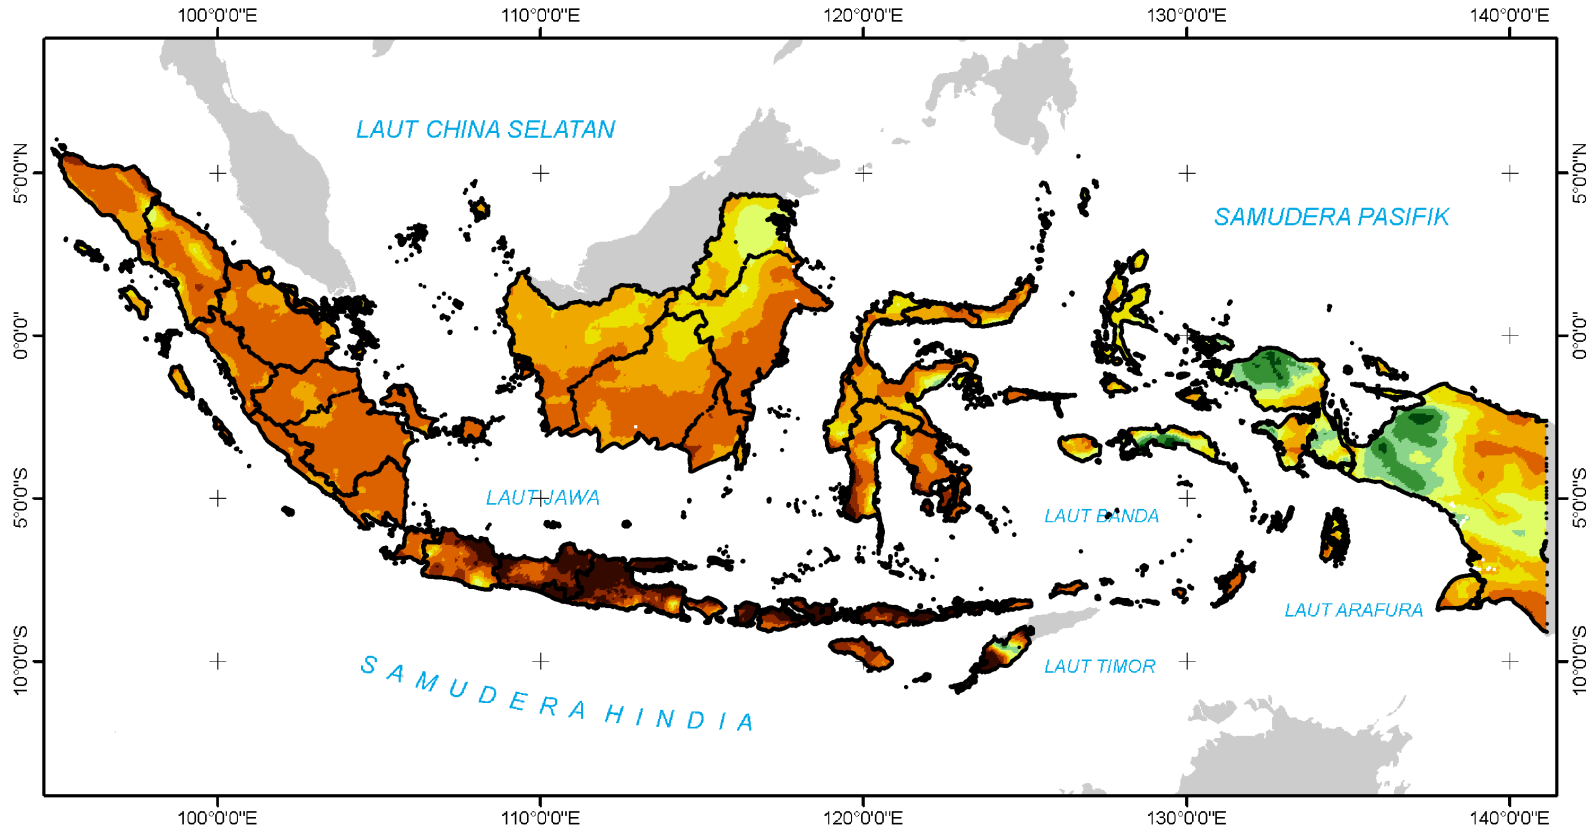 100°0'0"E 110°0'0"E 120°0'0"E 130°0'0"E 140°0'0"E
LAUT CHINA SELATAN
5°0'0"N 5°0'0"N
SAMUDERA PASIFIK
0°0'0" 0°0'0"
5°0'0"S 5°0'0"S
LAUT JAWA
LAUT BANDA
LAUT ARAFURA
10°0'0"S 10°0'0"S
LAUT TIMOR
SAMUDERA HINDIA
100°0'0"E 110°0'0"E 120°0'0"E 130°0'0"E 140°0'0"E